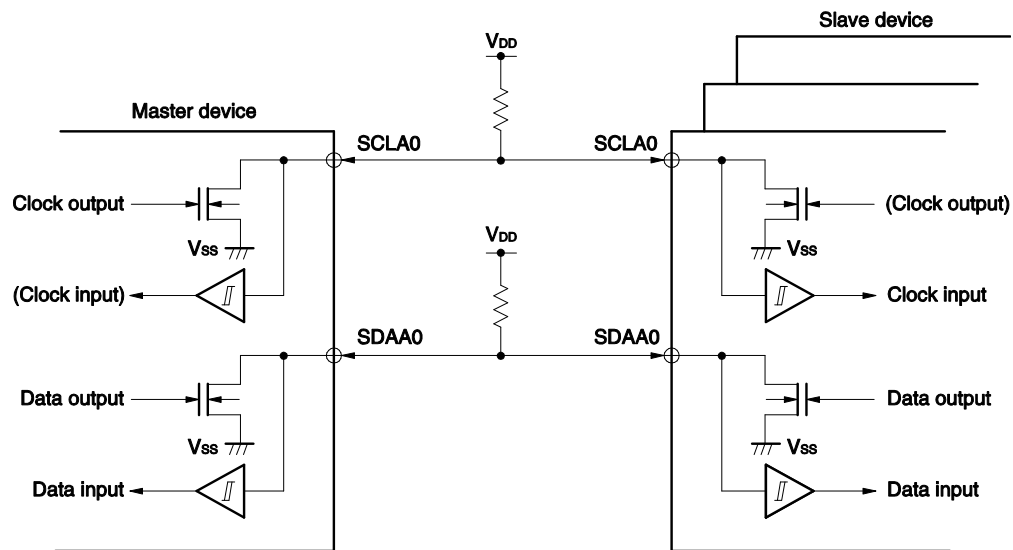 Slave device
VDD
Master device
SCLA0
SCLA0
Clock output
(Clock output)
VSS
VSS
VDD
(Clock input)
Clock input
SDAA0
SDAA0
Data output
Data output
VSS
VSS
Data input
Data input